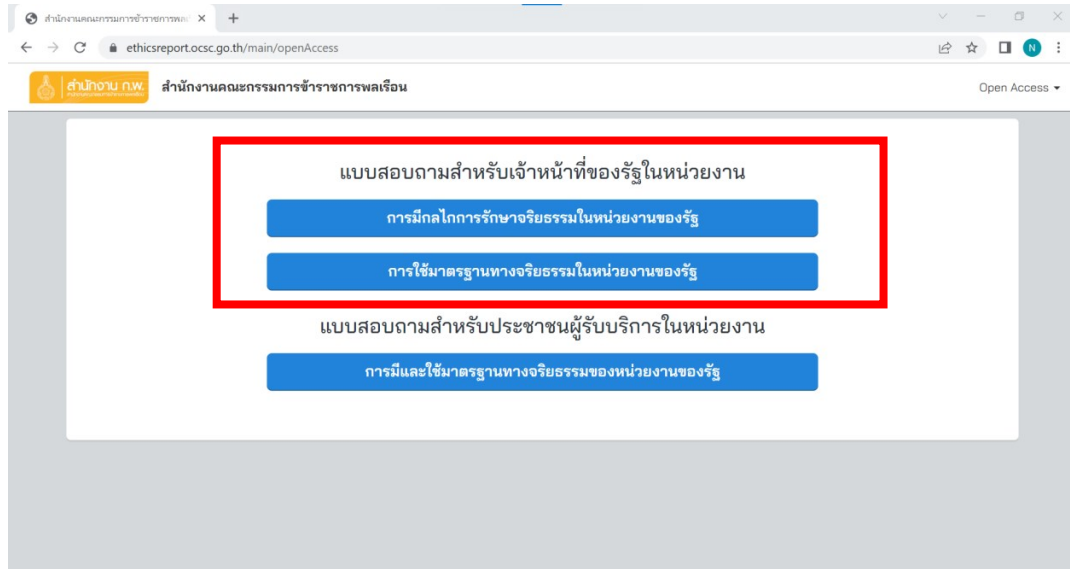 สำนักงานคณะกรรมการข้าราชการพล
ethicsreport.ocsc.go.th/main/openAccess
N
สำนักงาน ก.พ.
สำนักงานคณะกรรมการข้าราชการพลเรือน
Open Access
แบบสอบถามสำหรับเจ้าหน้าที่ของรัฐในหน่วยงาน
การมีกลไกการรักษาจริยธรรมในหน่วยงานของรัฐ
การใช้มาตรฐานทางจริยธรรมในหน่วยงานของรัฐ
แบบสอบถามสำหรับประชาชนผู้รับบริการในหน่วยงาน
การมีและใช้มาตรฐานทางจริยธรรมของหน่วยงานของรัฐ